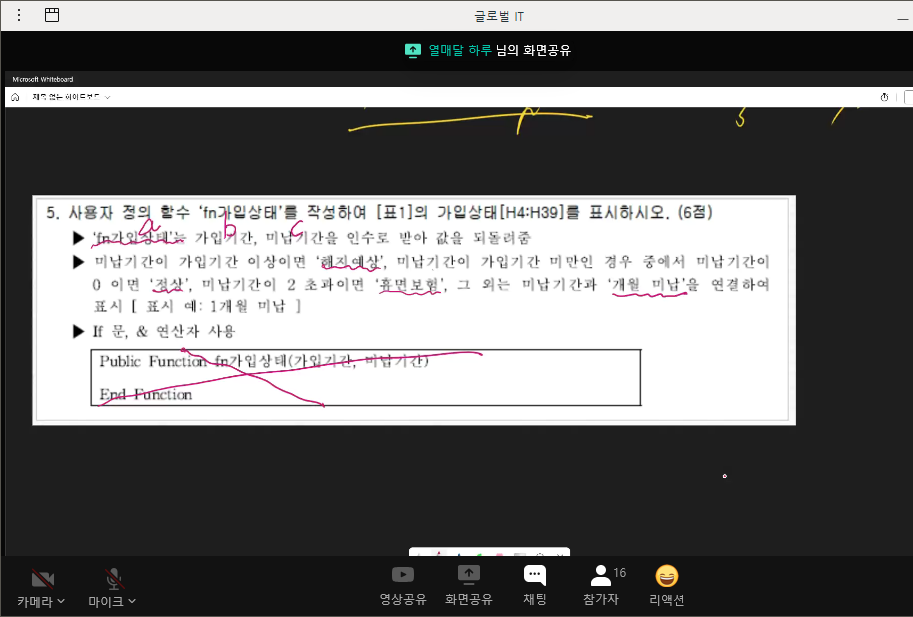 글로벌 IT
열매달 하루 님의 화면공유
Microsoft Whiteboard
제목 없는 화이트보드
5. 사용자 정의 함수 ‘fn가입상태’를 작성하여 [표1]의 가입상태[H4:H39]를 표시하시오. (6점)
a b c
▶ ‘fn가입상태’는 가입기간, 미납기간을 인수로 받아 값을 되돌려줌
▶ 미납기간이 가입기간 이상이면 ‘해지예상’, 미납기간이 가입기간 미만인 경우 중에서 미납기간이
0 이면 ‘정상’, 미납기간이 2 초과이면 ‘휴면보험’, 그 외는 미납기간과 ‘개월 미납’을 연결하여
표시 [ 표시 예: 1개월 미납 ]
▶ If 문, & 연산자 사용
Public Function fn가입상태(가입기간, 미납기간)
End Function
카메라 마이크 영상공유 화면공유 채팅 참가자 16 리액션